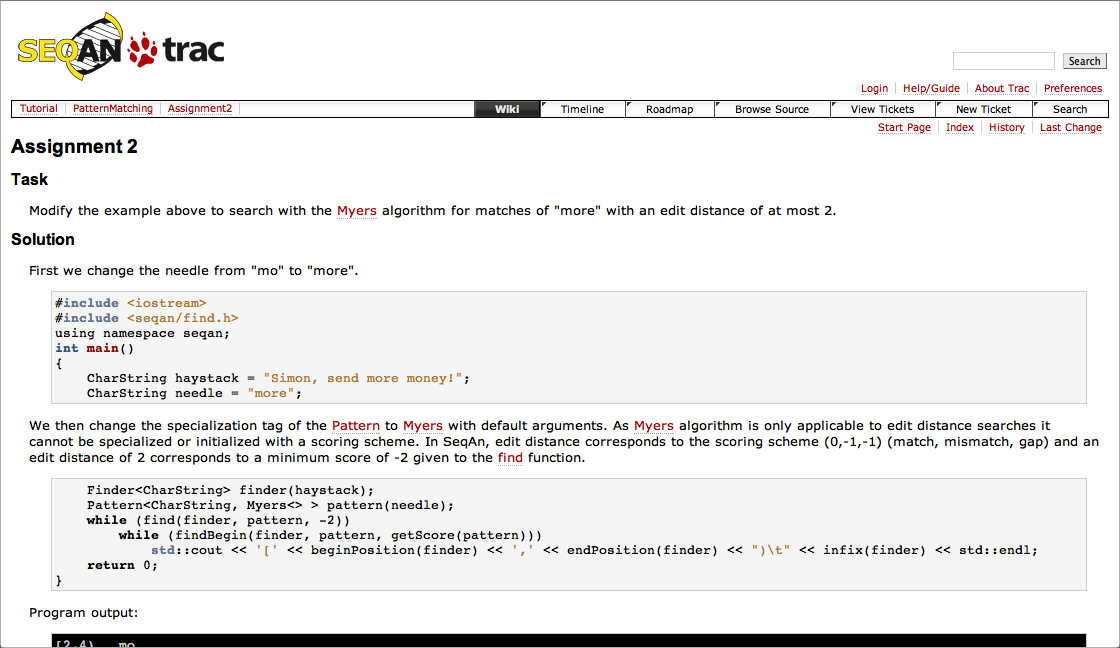 SEQAN trac
Search
Login Help/Guide About Trac Preferences
Tutorial PatternMatching Assignment2 Wiki Timeline Roadmap Browse Source View Tickets New Ticket Search
Start Page Index History Last Change
Assignment 2
Task
Modify the example above to search with the Myers algorithm for matches of "more" with an edit distance of at most 2.
Solution
First we change the needle from "mo" to "more".
#include <iostream>
#include <seqan/find.h>
using namespace seqan;
int main()
{
    CharString haystack = "Simon, send more money!";
    CharString needle = "more";
We then change the specialization tag of the Pattern to Myers with default arguments. As Myers algorithm is only applicable to edit distance searches it
cannot be specialized or initialized with a scoring scheme. In SeqAn, edit distance corresponds to the scoring scheme (0,-1,-1) (match, mismatch, gap) and an
edit distance of 2 corresponds to a minimum score of -2 given to the find function.
    Finder<CharString> finder(haystack);
    Pattern<CharString, Myers<> > pattern(needle);
    while (find(finder, pattern, -2))
        while (findBegin(finder, pattern, getScore(pattern)))
            std::cout << '[' << beginPosition(finder) << ',' << endPosition(finder) << ")\t" << infix(finder) << std::endl;
    return 0;
}
Program output:
[2,4)   mo